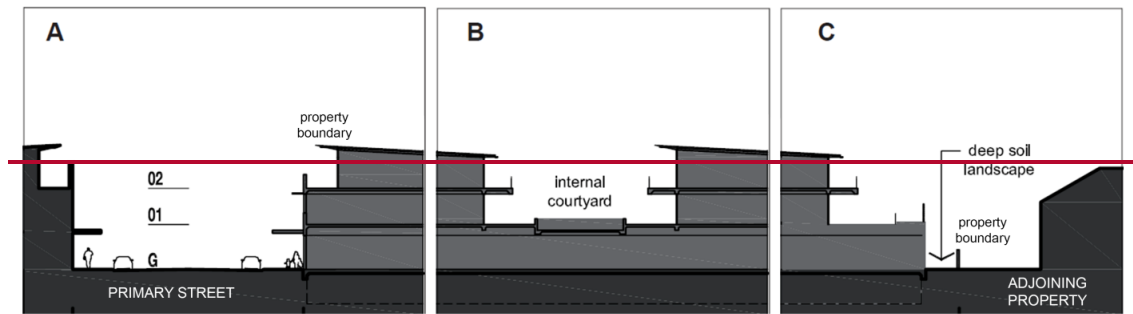 A
property
boundary
02
01
G
PRIMARY STREET
B
internal
courtyard
C
deep soil
landscape
property
boundary
ADJOINING
PROPERTY